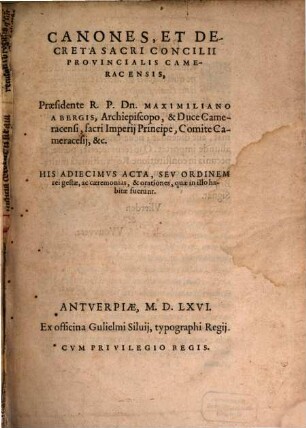 CANONES, ET DE-
CRETA SACRI CONCILII
PROVINCIALIS CAME-
RACENSIS,
Præsidente R. P. Dn. MAXIMILIANO
A BERGIS, Archiepiscopo, & Duce Came-
racensi, sacri Imperij Principe, Comite Ca-
meracesij, &c.
HIS ADIECIMVS ACTA, SEV ORDINEM
rei gestæ, ac cæremonias, & orationes, quæ in illo ha-
bitæ fuerunt.
ANTVERPIÆ, M. D. LXVI.
Ex officina Gulielmi Siluij, typographi Regij.
CVM PRIVILEGIO REGIS.